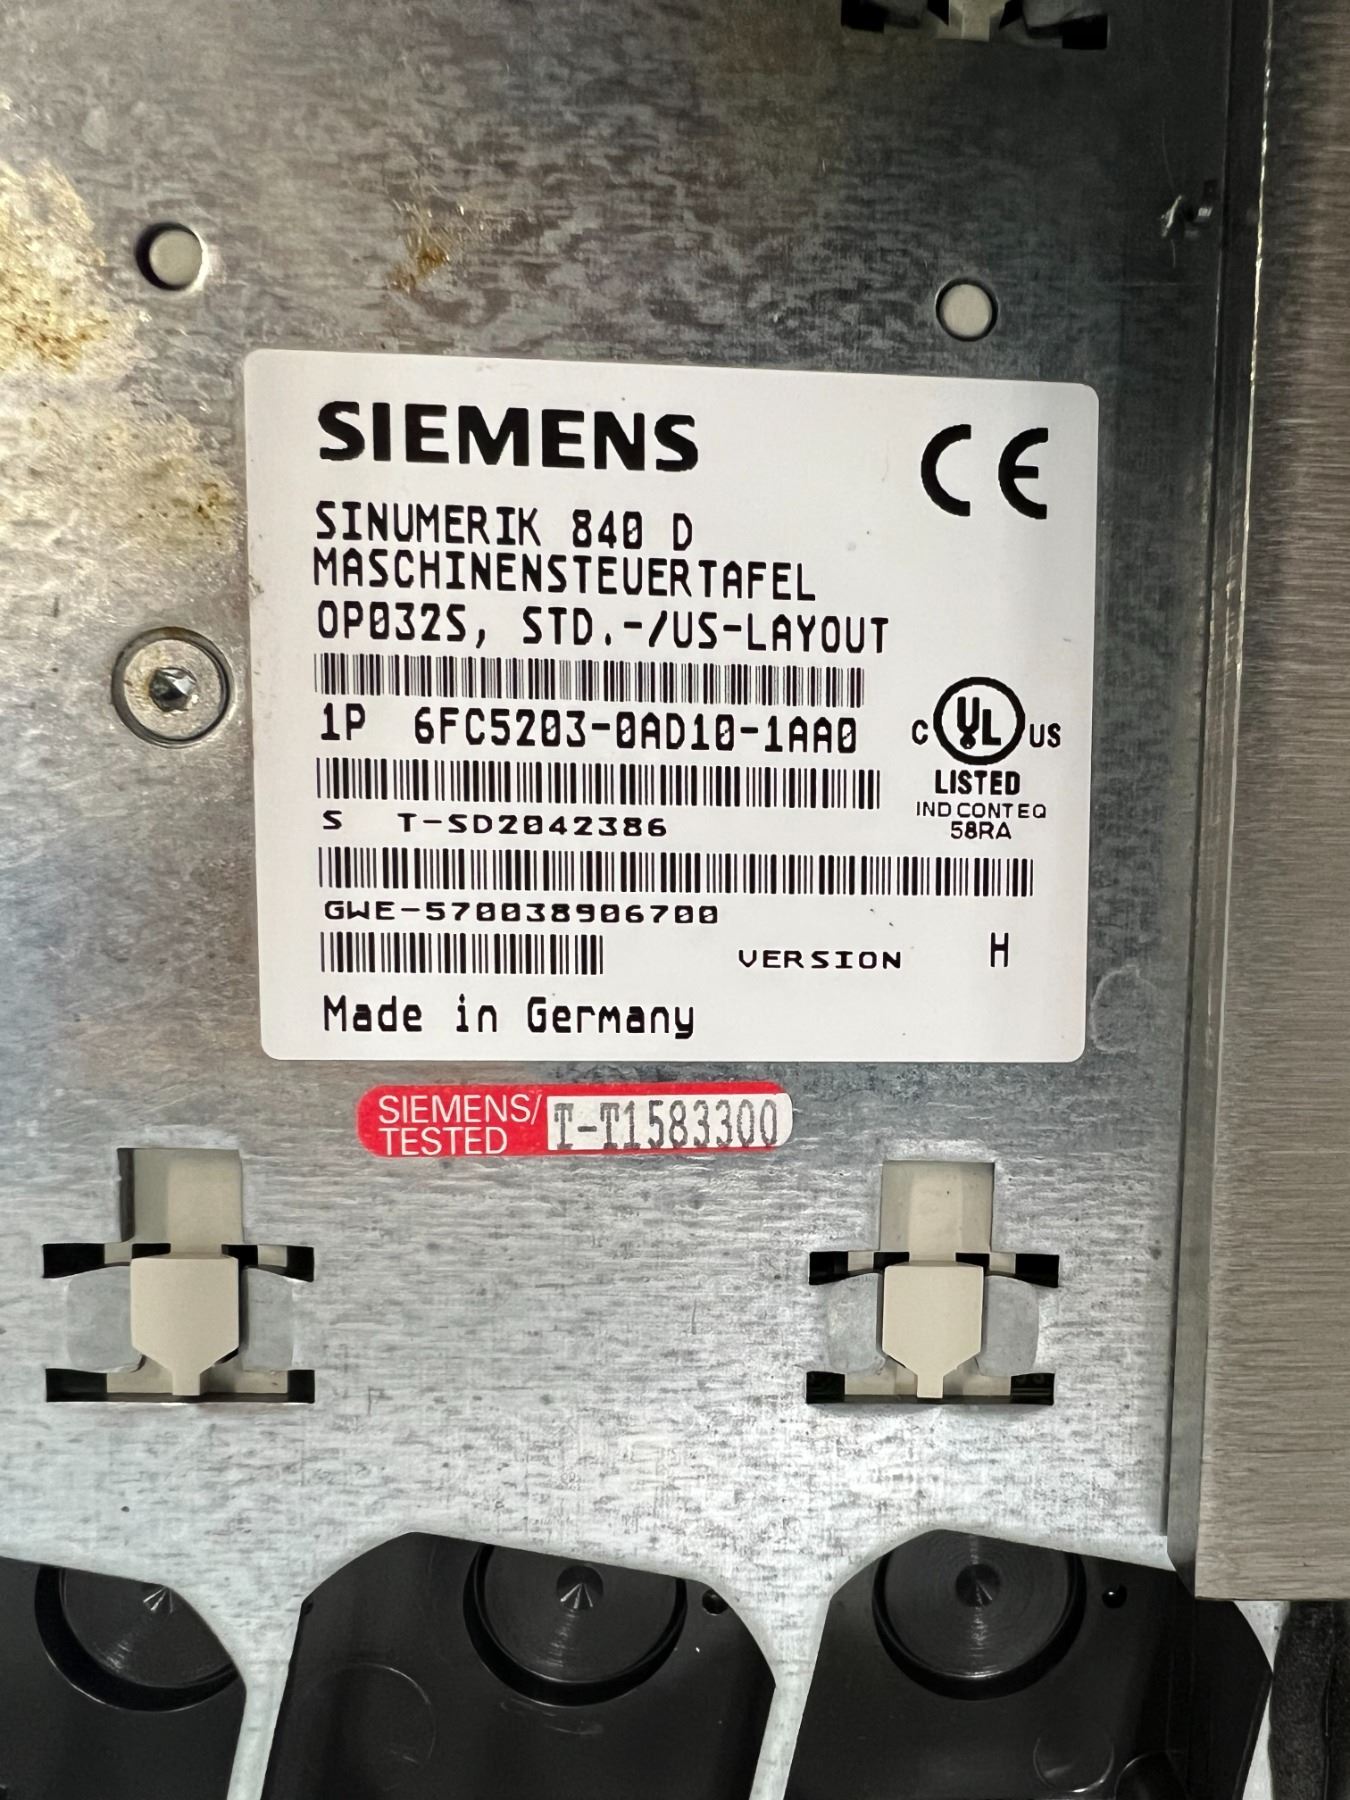 SIEMENS
CE
SINUMERIK 840 D
MASCHINENSTEUERTAFEL
OP032S, STD.-/US-LAYOUT
1P 6FC5203-0AD10-1AA0
C UL US
LISTED
IND CONT EQ
58RA
S T-SD2042386
GWE-570038906700
VERSION H
Made in Germany
SIEMENS/
TESTED T-T1583300